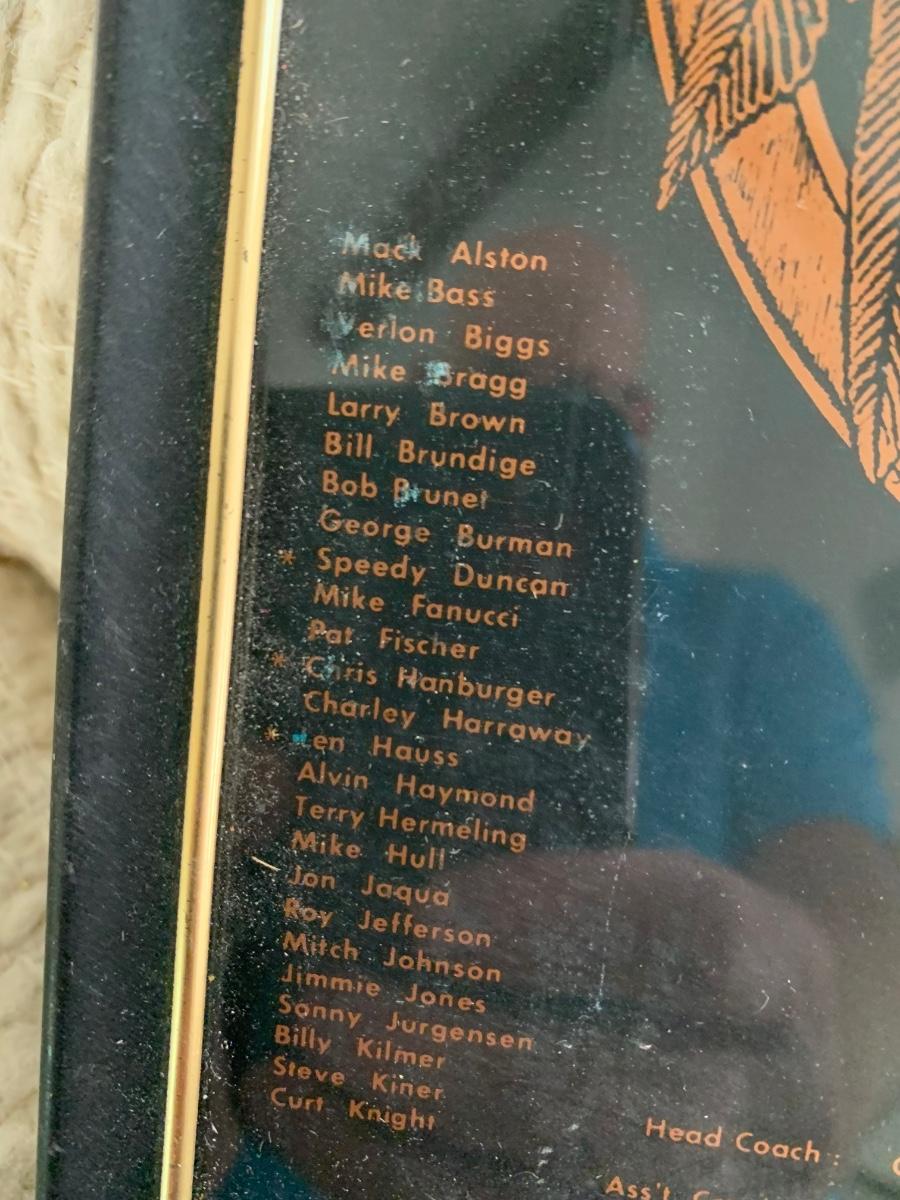 Mack Alston
Mike Bass
Verlon Biggs
Mike Bragg
Larry Brown
Bill Brundige
Bob Brunet
George Burman
* Speedy Duncan
Mike Fanucci
Pat Fischer
* Chris Hanburger
Charley Harraway
* Len Hauss
Alvin Haymond
Terry Hermeling
Mike Hull
Jon Jaqua
Roy Jefferson
Mitch Johnson
Jimmie Jones
Sonny Jurgensen
Billy Kilmer
Steve Kiner
Curt Knight
Head Coach :
Ass't